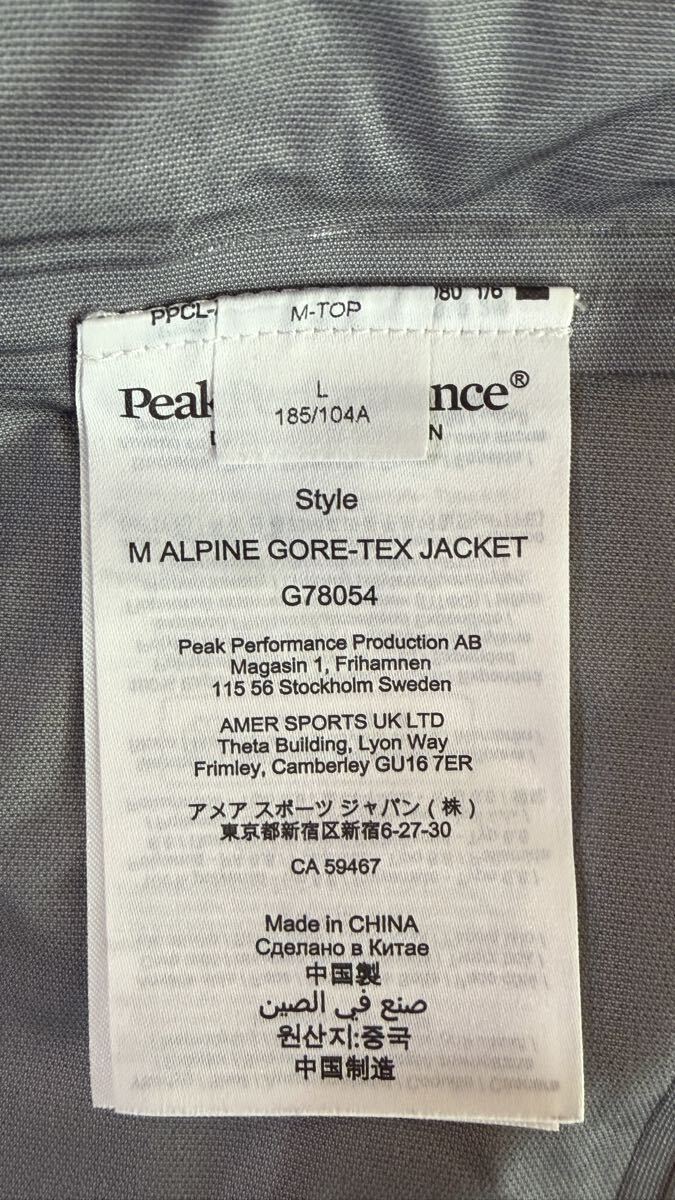 PPCL-
M-TOP
080 1/6
L
185/104A
Peak
nce®
N
Style
M ALPINE GORE-TEX JACKET
G78054
Peak Performance Production AB
Magasin 1, Frihamnen
115 56 Stockholm Sweden
AMER SPORTS UK LTD
Theta Building, Lyon Way
Frimley, Camberley GU16 7ER
アメア スポーツ ジャパン ( 株 )
東京都新宿区新宿6-27-30
CA 59467
Made in CHINA
Сделано в Китае
中国製
صنع في الصين
원산지:중국
中国制造